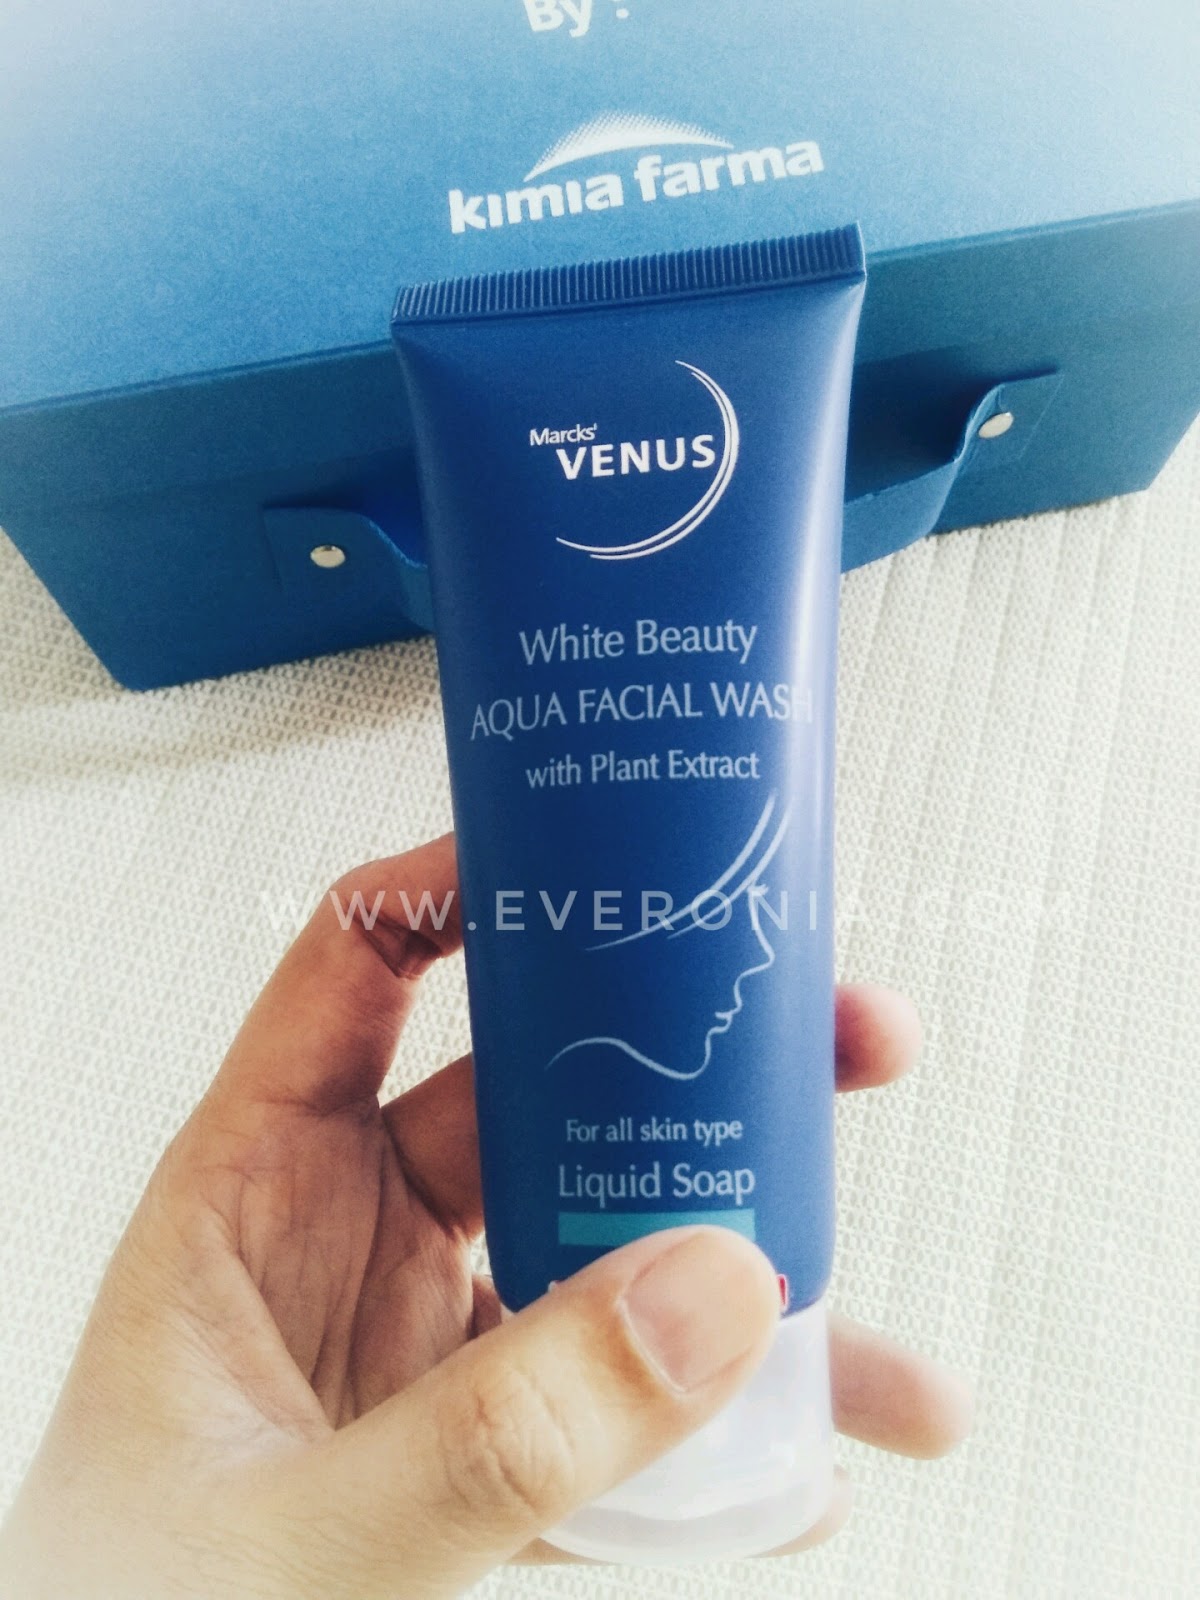 By :
kimia farma
Marcks'
VENUS
White Beauty
AQUA FACIAL WASH
with Plant Extract
WWW.EVERONI
For all skin type
Liquid Soap